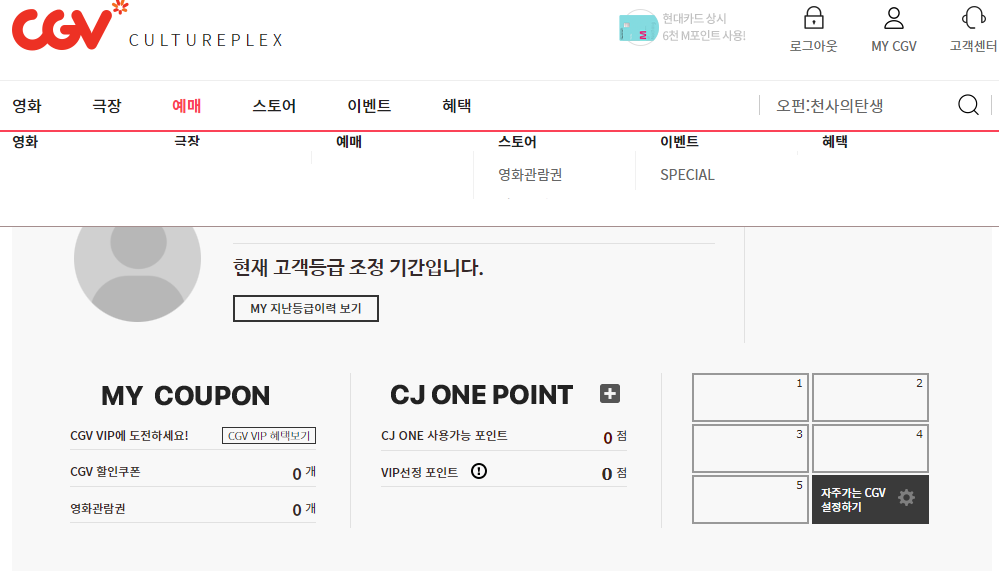 CGV CULTUREPLEX
현대카드 상시
6천 M포인트 사용!
로그아웃 MY CGV 고객센터
영화 극장 예매 스토어 이벤트 혜택 오펀:천사의탄생
영화 극장 예매 스토어 이벤트 혜택
영화관람권 SPECIAL
현재 고객등급 조정 기간입니다.
MY 지난등급이력 보기
MY COUPON
CGV VIP에 도전하세요! CGV VIP 혜택보기
CGV 할인쿠폰 0 개
영화관람권 0 개
CJ ONE POINT
CJ ONE 사용가능 포인트 0 점
VIP선정 포인트 0 점
1 2
3 4
5
자주가는 CGV
설정하기